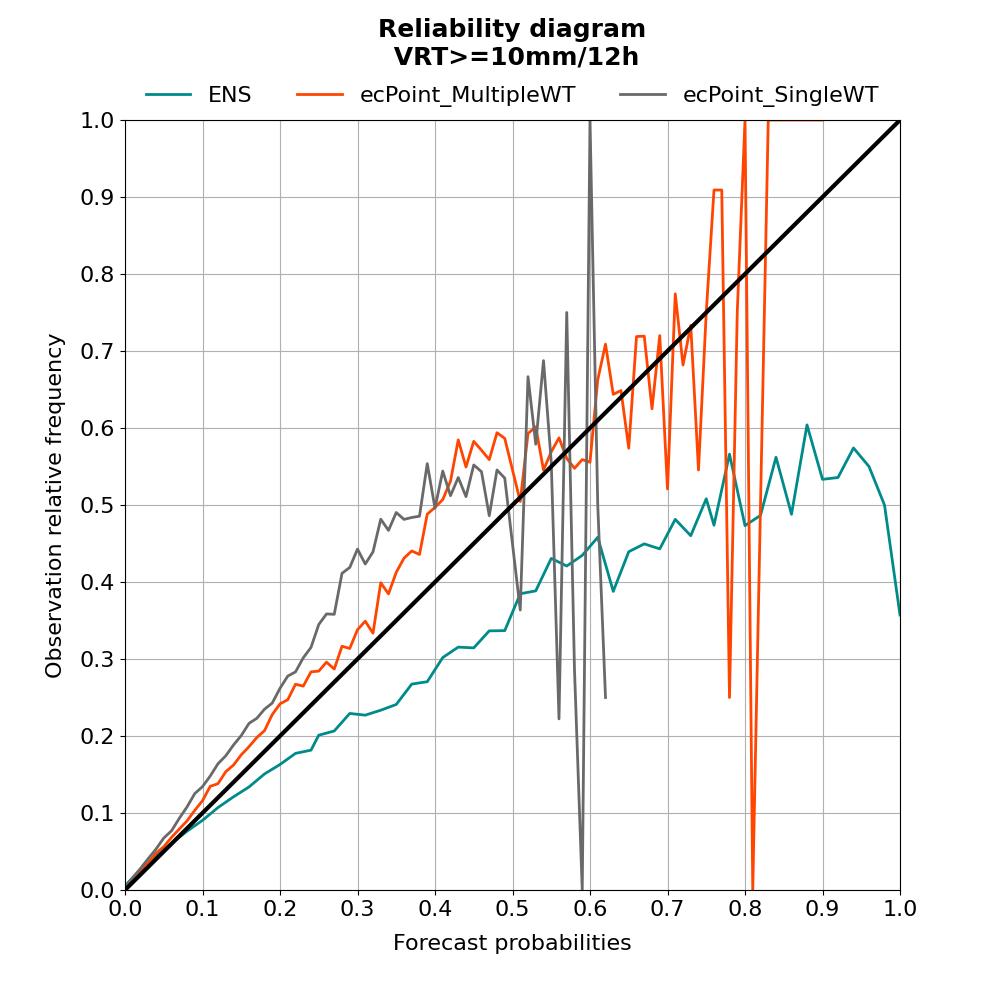 Reliability diagram
VRT>=10mm/12h
ENS ecPoint_MultipleWT ecPoint_SingleWT
1.0
0.9
0.8
0.7
0.6
0.5
0.4
0.3
0.2
0.1
0.0
Observation relative frequency
0.0 0.1 0.2 0.3 0.4 0.5 0.6 0.7 0.8 0.9 1.0
Forecast probabilities